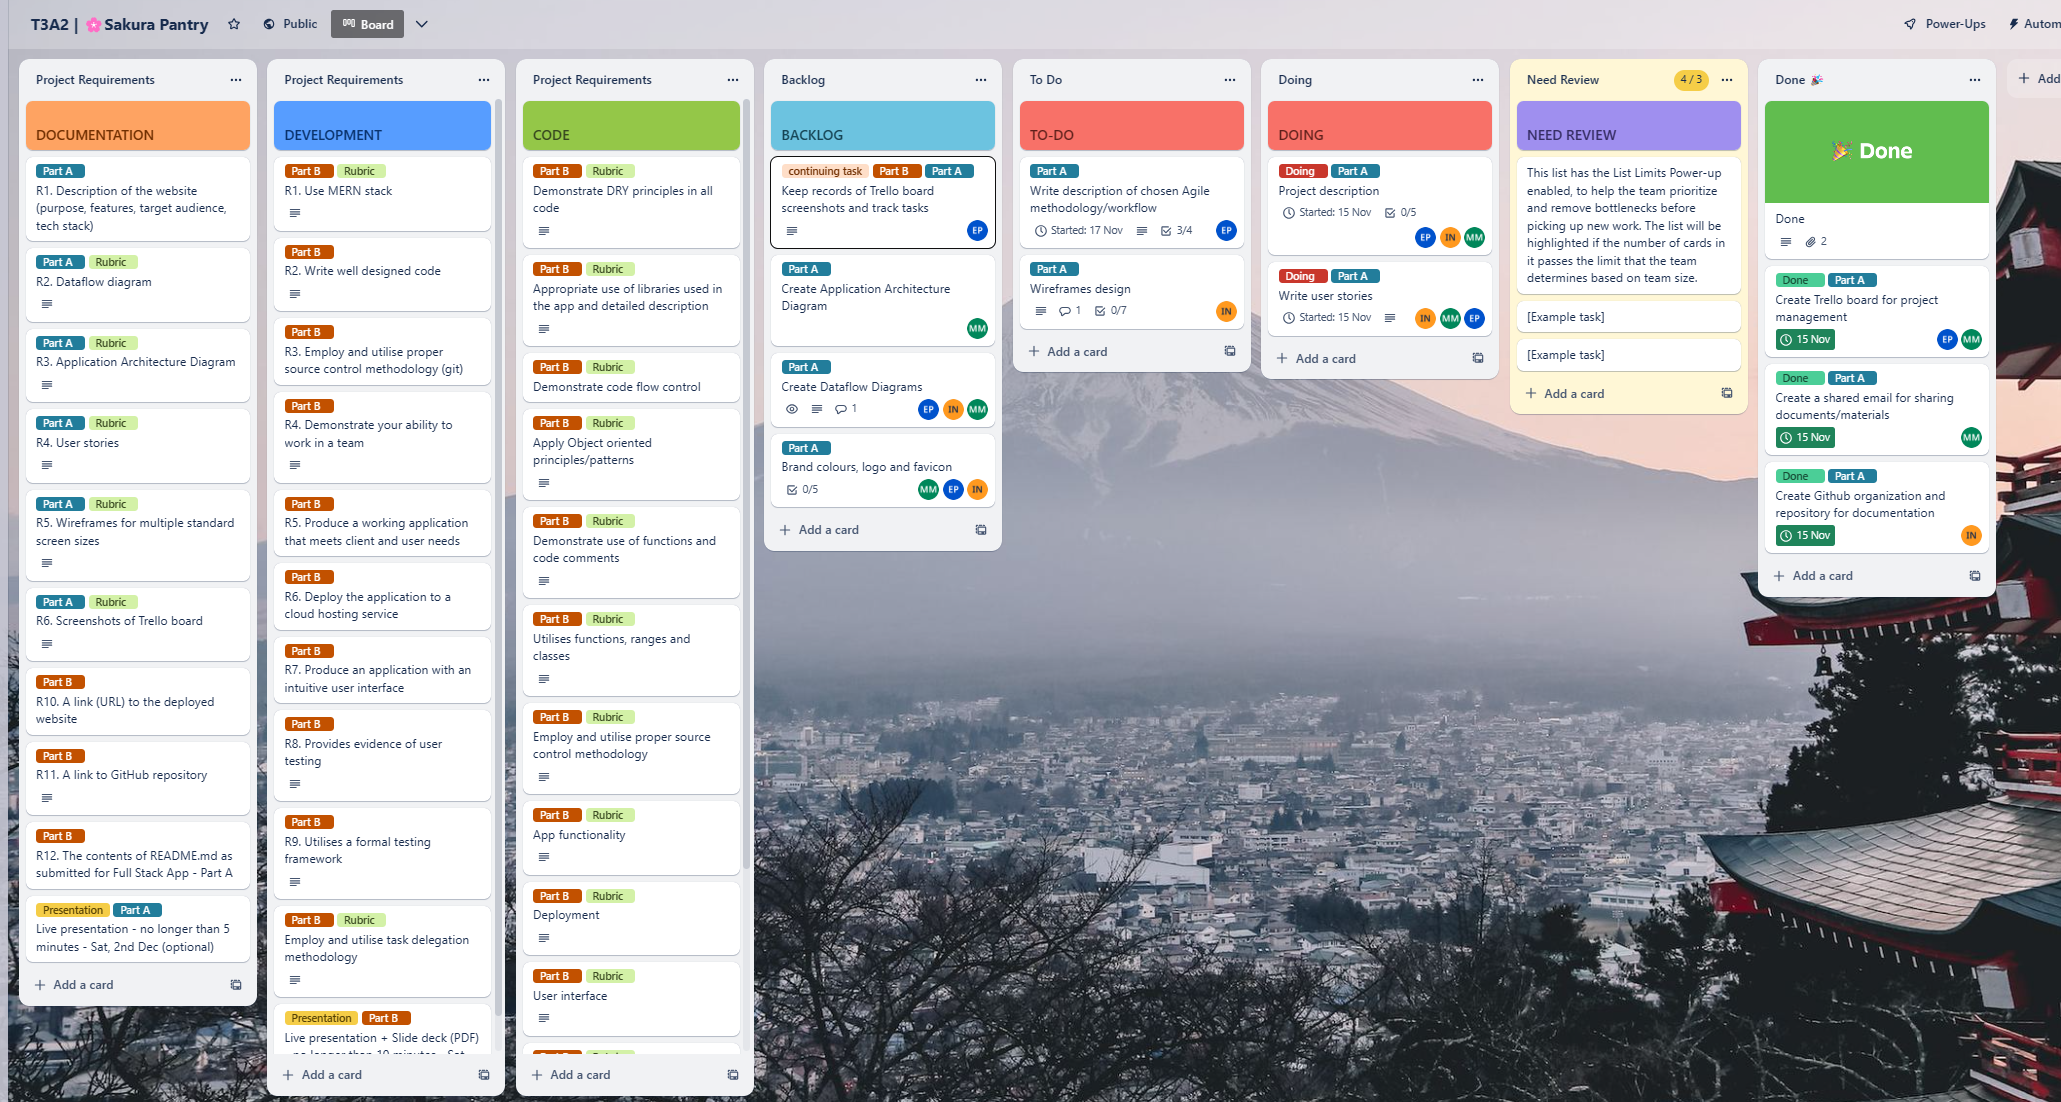 T3A2 | 🌸Sakura Pantry
Public
Board
Power-Ups
Autom
Project Requirements
DOCUMENTATION
Part A
R1. Description of the website
(purpose, features, target audience,
tech stack)
Part A Rubric
R2. Dataflow diagram
Part A Rubric
R3. Application Architecture Diagram
Part A Rubric
R4. User stories
Part A Rubric
R5. Wireframes for multiple standard
screen sizes
Part A Rubric
R6. Screenshots of Trello board
Part B
R10. A link (URL) to the deployed
website
Part B
R11. A link to GitHub repository
Part B
R12. The contents of README.md as
submitted for Full Stack App - Part A
Presentation Part A
Live presentation - no longer than 5
minutes - Sat, 2nd Dec (optional)
Add a card
Project Requirements
DEVELOPMENT
Part B Rubric
R1. Use MERN stack
Part B
R2. Write well designed code
Part B
R3. Employ and utilise proper
source control methodology (git)
Part B
R4. Demonstrate your ability to
work in a team
Part B
R5. Produce a working application
that meets client and user needs
Part B
R6. Deploy the application to a
cloud hosting service
Part B
R7. Produce an application with an
intuitive user interface
Part B
R8. Provides evidence of user
testing
Part B
R9. Utilises a formal testing
framework
Part B Rubric
Employ and utilise task delegation
methodology
Presentation Part B
Live presentation + Slide deck (PDF)
Add a card
Project Requirements
CODE
Part B Rubric
Demonstrate DRY principles in all
code
Part B Rubric
Appropriate use of libraries used in
the app and detailed description
Part B Rubric
Demonstrate code flow control
Part B Rubric
Apply Object oriented
principles/patterns
Part B Rubric
Demonstrate use of functions and
code comments
Part B Rubric
Utilises functions, ranges and
classes
Part B Rubric
Employ and utilise proper source
control methodology
Part B Rubric
App functionality
Part B Rubric
Deployment
Part B Rubric
User interface
Add a card
Backlog
BACKLOG
continuing task Part B Part A
Keep records of Trello board
screenshots and track tasks
EP
Part A
Create Application Architecture
Diagram
MM
Part A
Create Dataflow Diagrams
1 EP IN MM
Part A
Brand colours, logo and favicon
0/5 MM EP IN
Add a card
To Do
TO-DO
Part A
Write description of chosen Agile
methodology/workflow
Started: 17 Nov 3/4 EP
Part A
Wireframes design
1 0/7 IN
Add a card
Doing
DOING
Doing Part A
Project description
Started: 15 Nov 0/5
EP IN MM
Doing Part A
Write user stories
Started: 15 Nov IN MM EP
Add a card
Need Review 4 / 3
NEED REVIEW
This list has the List Limits Power-up
enabled, to help the team prioritize
and remove bottlenecks before
picking up new work. The list will be
highlighted if the number of cards in
it passes the limit that the team
determines based on team size.
[Example task]
[Example task]
Add a card
Done 🎉
🎉 Done
Done
2
Done Part A
Create Trello board for project
management
15 Nov EP MM
Done Part A
Create a shared email for sharing
documents/materials
15 Nov MM
Done Part A
Create Github organization and
repository for documentation
15 Nov IN
Add a card
Add